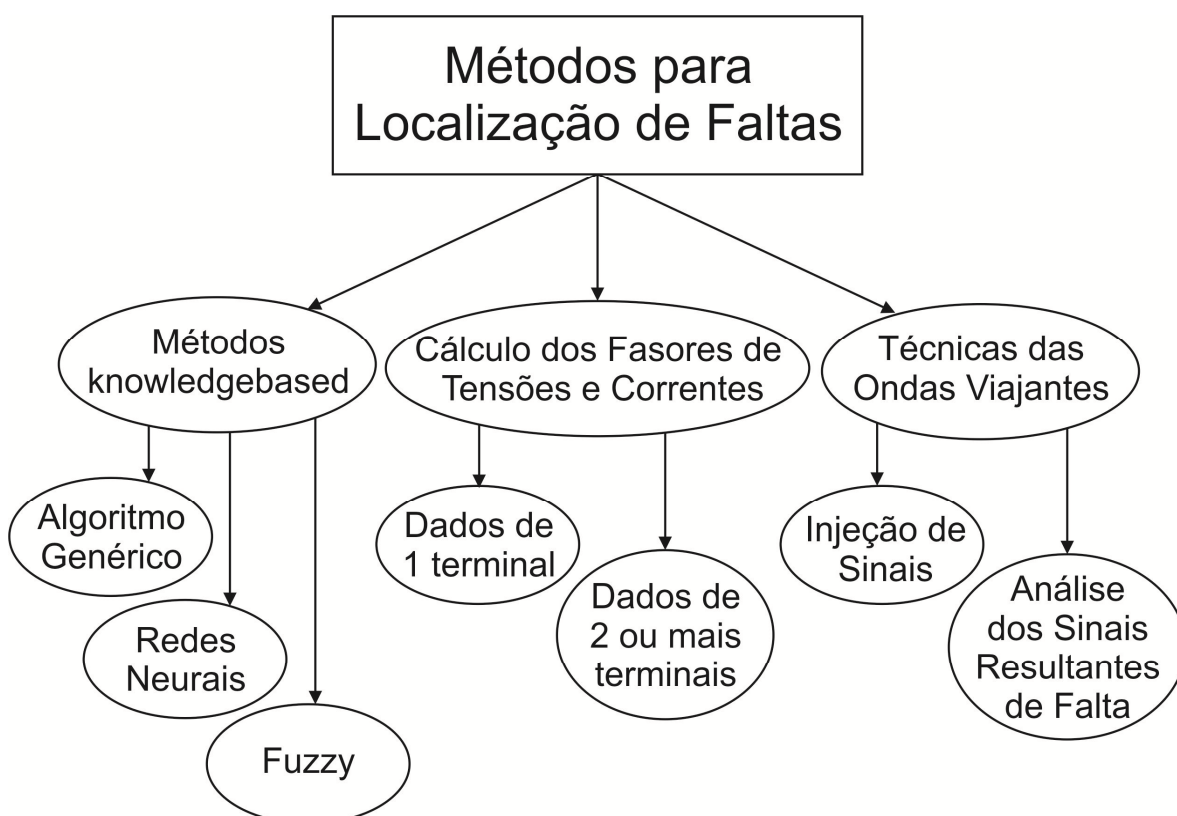 Métodos para
Localização de Faltas
Métodos
knowledgebased
Cálculo dos Fasores de
Tensões e Correntes
Técnicas das
Ondas Viajantes
Algoritmo
Genérico
Redes
Neurais
Fuzzy
Dados de
1 terminal
Dados de
2 ou mais
terminais
Injeção de
Sinais
Análise
dos Sinais
Resultantes
de Falta